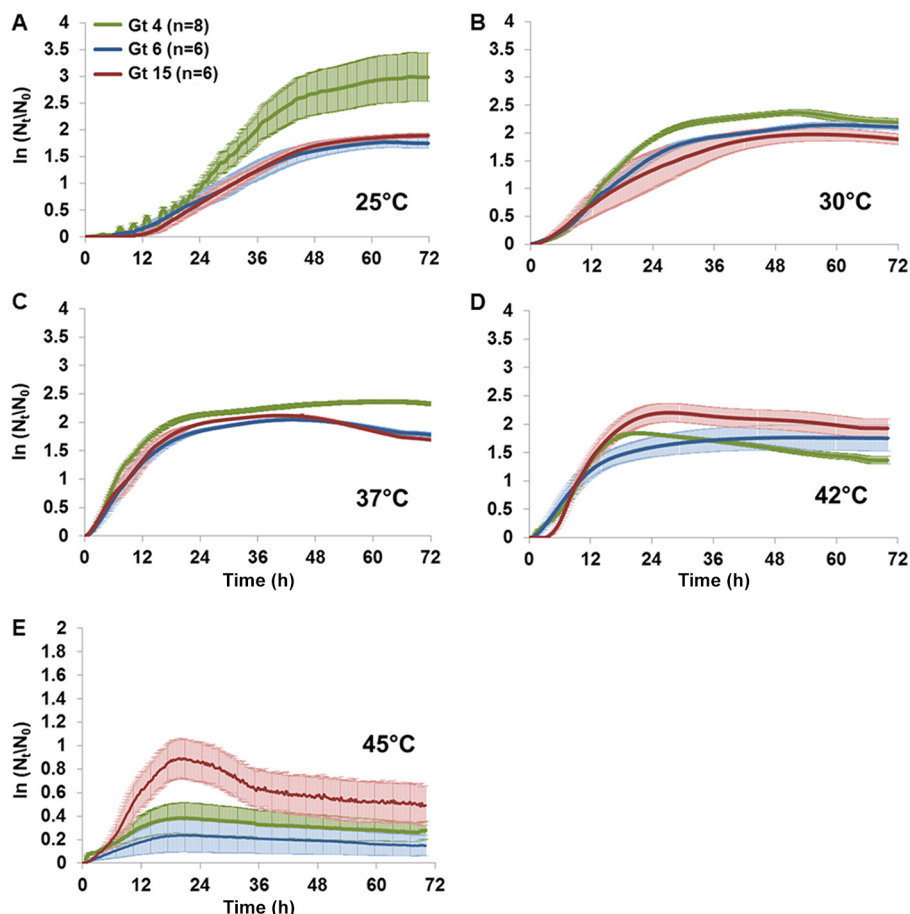 A
ln (Nt\N0)
4
3.5
3
2.5
2
1.5
1
0.5
0
Gt 4 (n=8)
Gt 6 (n=6)
Gt 15 (n=6)
25°C
0 12 24 36 48 60 72
B
4
3.5
3
2.5
2
1.5
1
0.5
0
30°C
0 12 24 36 48 60 72
C
ln (Nt\N0)
4
3.5
3
2.5
2
1.5
1
0.5
0
37°C
0 12 24 36 48 60 72
Time (h)
D
4
3.5
3
2.5
2
1.5
1
0.5
0
42°C
0 12 24 36 48 60 72
Time (h)
E
ln (Nt\N0)
2
1.8
1.6
1.4
1.2
1
0.8
0.6
0.4
0.2
0
45°C
0 12 24 36 48 60 72
Time (h)